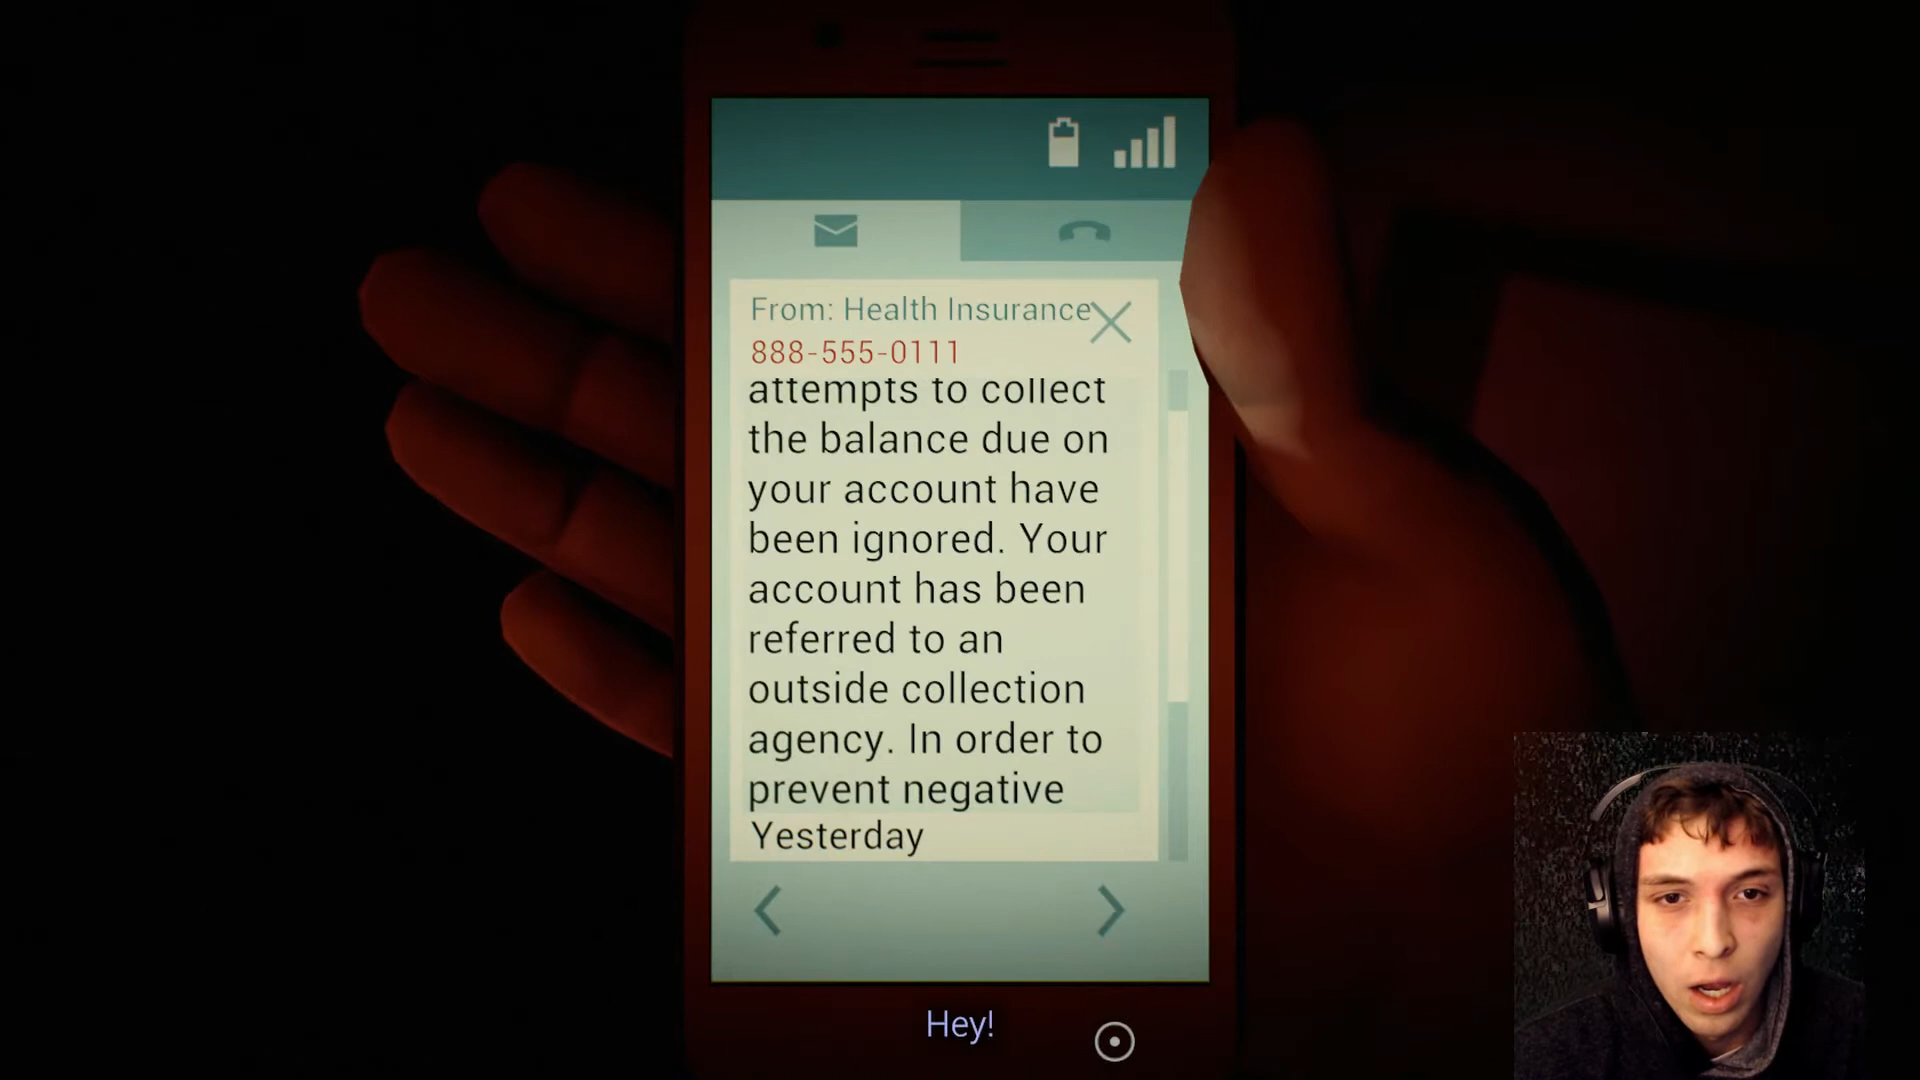 From: Health Insurance
888-555-0111
attempts to collect
the balance due on
your account have
been ignored. Your
account has been
referred to an
outside collection
agency. In order to
prevent negative
Yesterday
Hey!